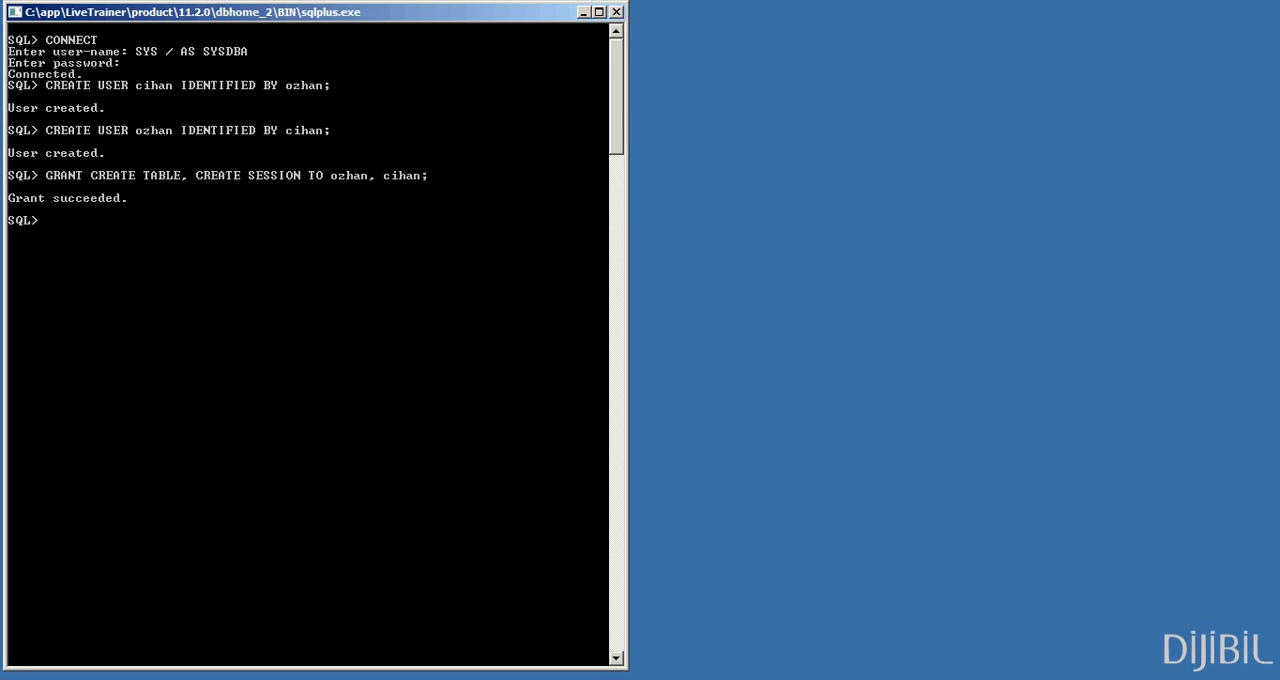 C:\app\LiveTrainer\product\11.2.0\dbhome_2\BIN\sqlplus.exe
SQL> CONNECT
Enter user-name: SYS / AS SYSDBA
Enter password:
Connected.
SQL> CREATE USER cihan IDENTIFIED BY ozhan;
User created.
SQL> CREATE USER ozhan IDENTIFIED BY cihan;
User created.
SQL> GRANT CREATE TABLE, CREATE SESSION TO ozhan, cihan;
Grant succeeded.
SQL>
DiJiBiL